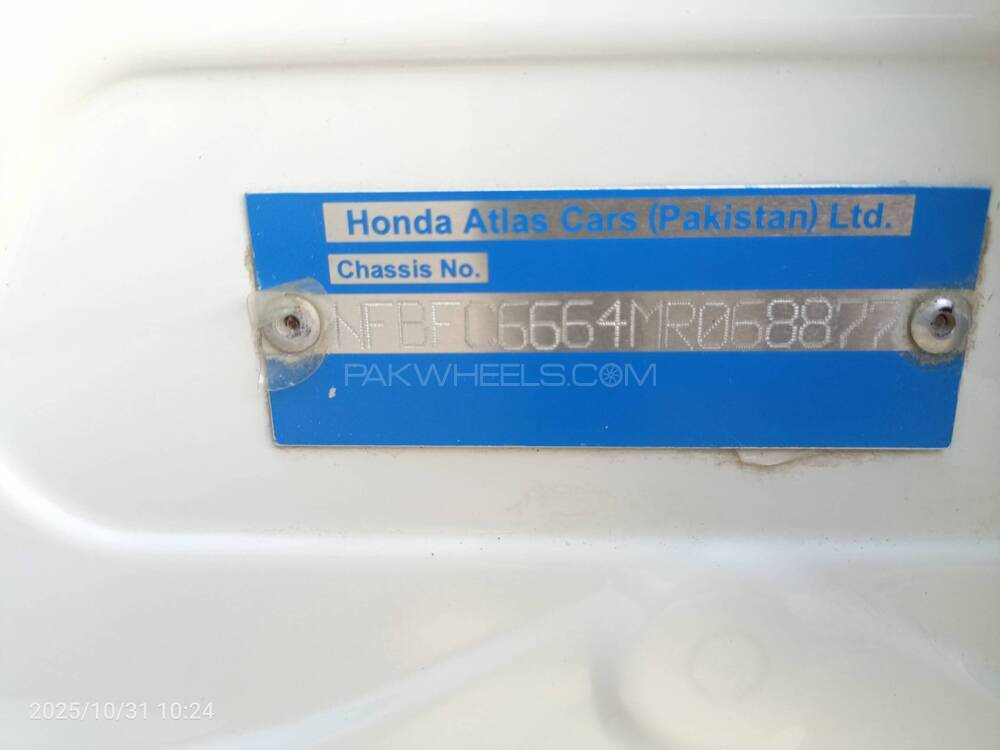 Honda Atlas Cars (Pakistan) Ltd.
Chassis No.
NFBFC6664MR068877
PAKWHEELS.COM
2025/10/31 10:24